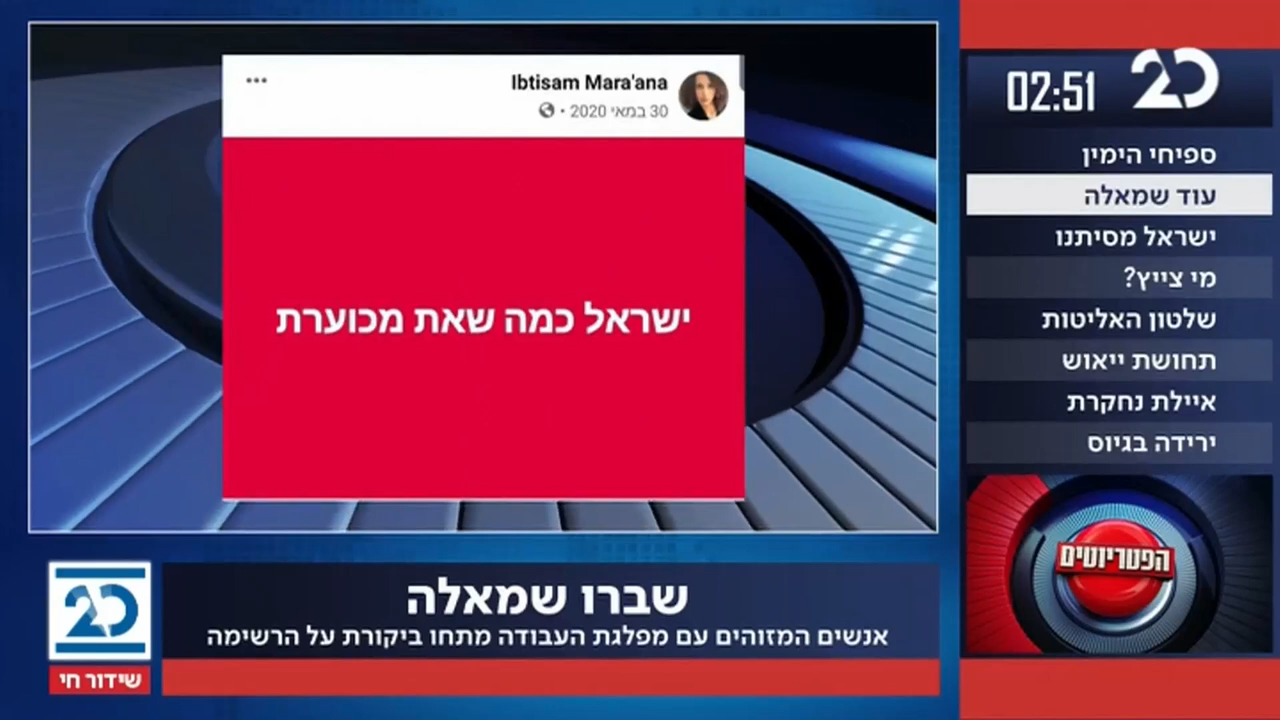 Ibtisam Mara'ana
30 במאי 2020
ישראל כמה שאת מכוערת
02:51
20
ספיחי הימין
עוד שמאלה
ישראל מסיתנו
מי צייץ?
שלטון האליטות
תחושת ייאוש
איילת נחקרת
ירידה בגיוס
הפטריוטים
20
שידור חי
שברו שמאלה
אנשים המזוהים עם מפלגת העבודה מתחו ביקורת על הרשימה